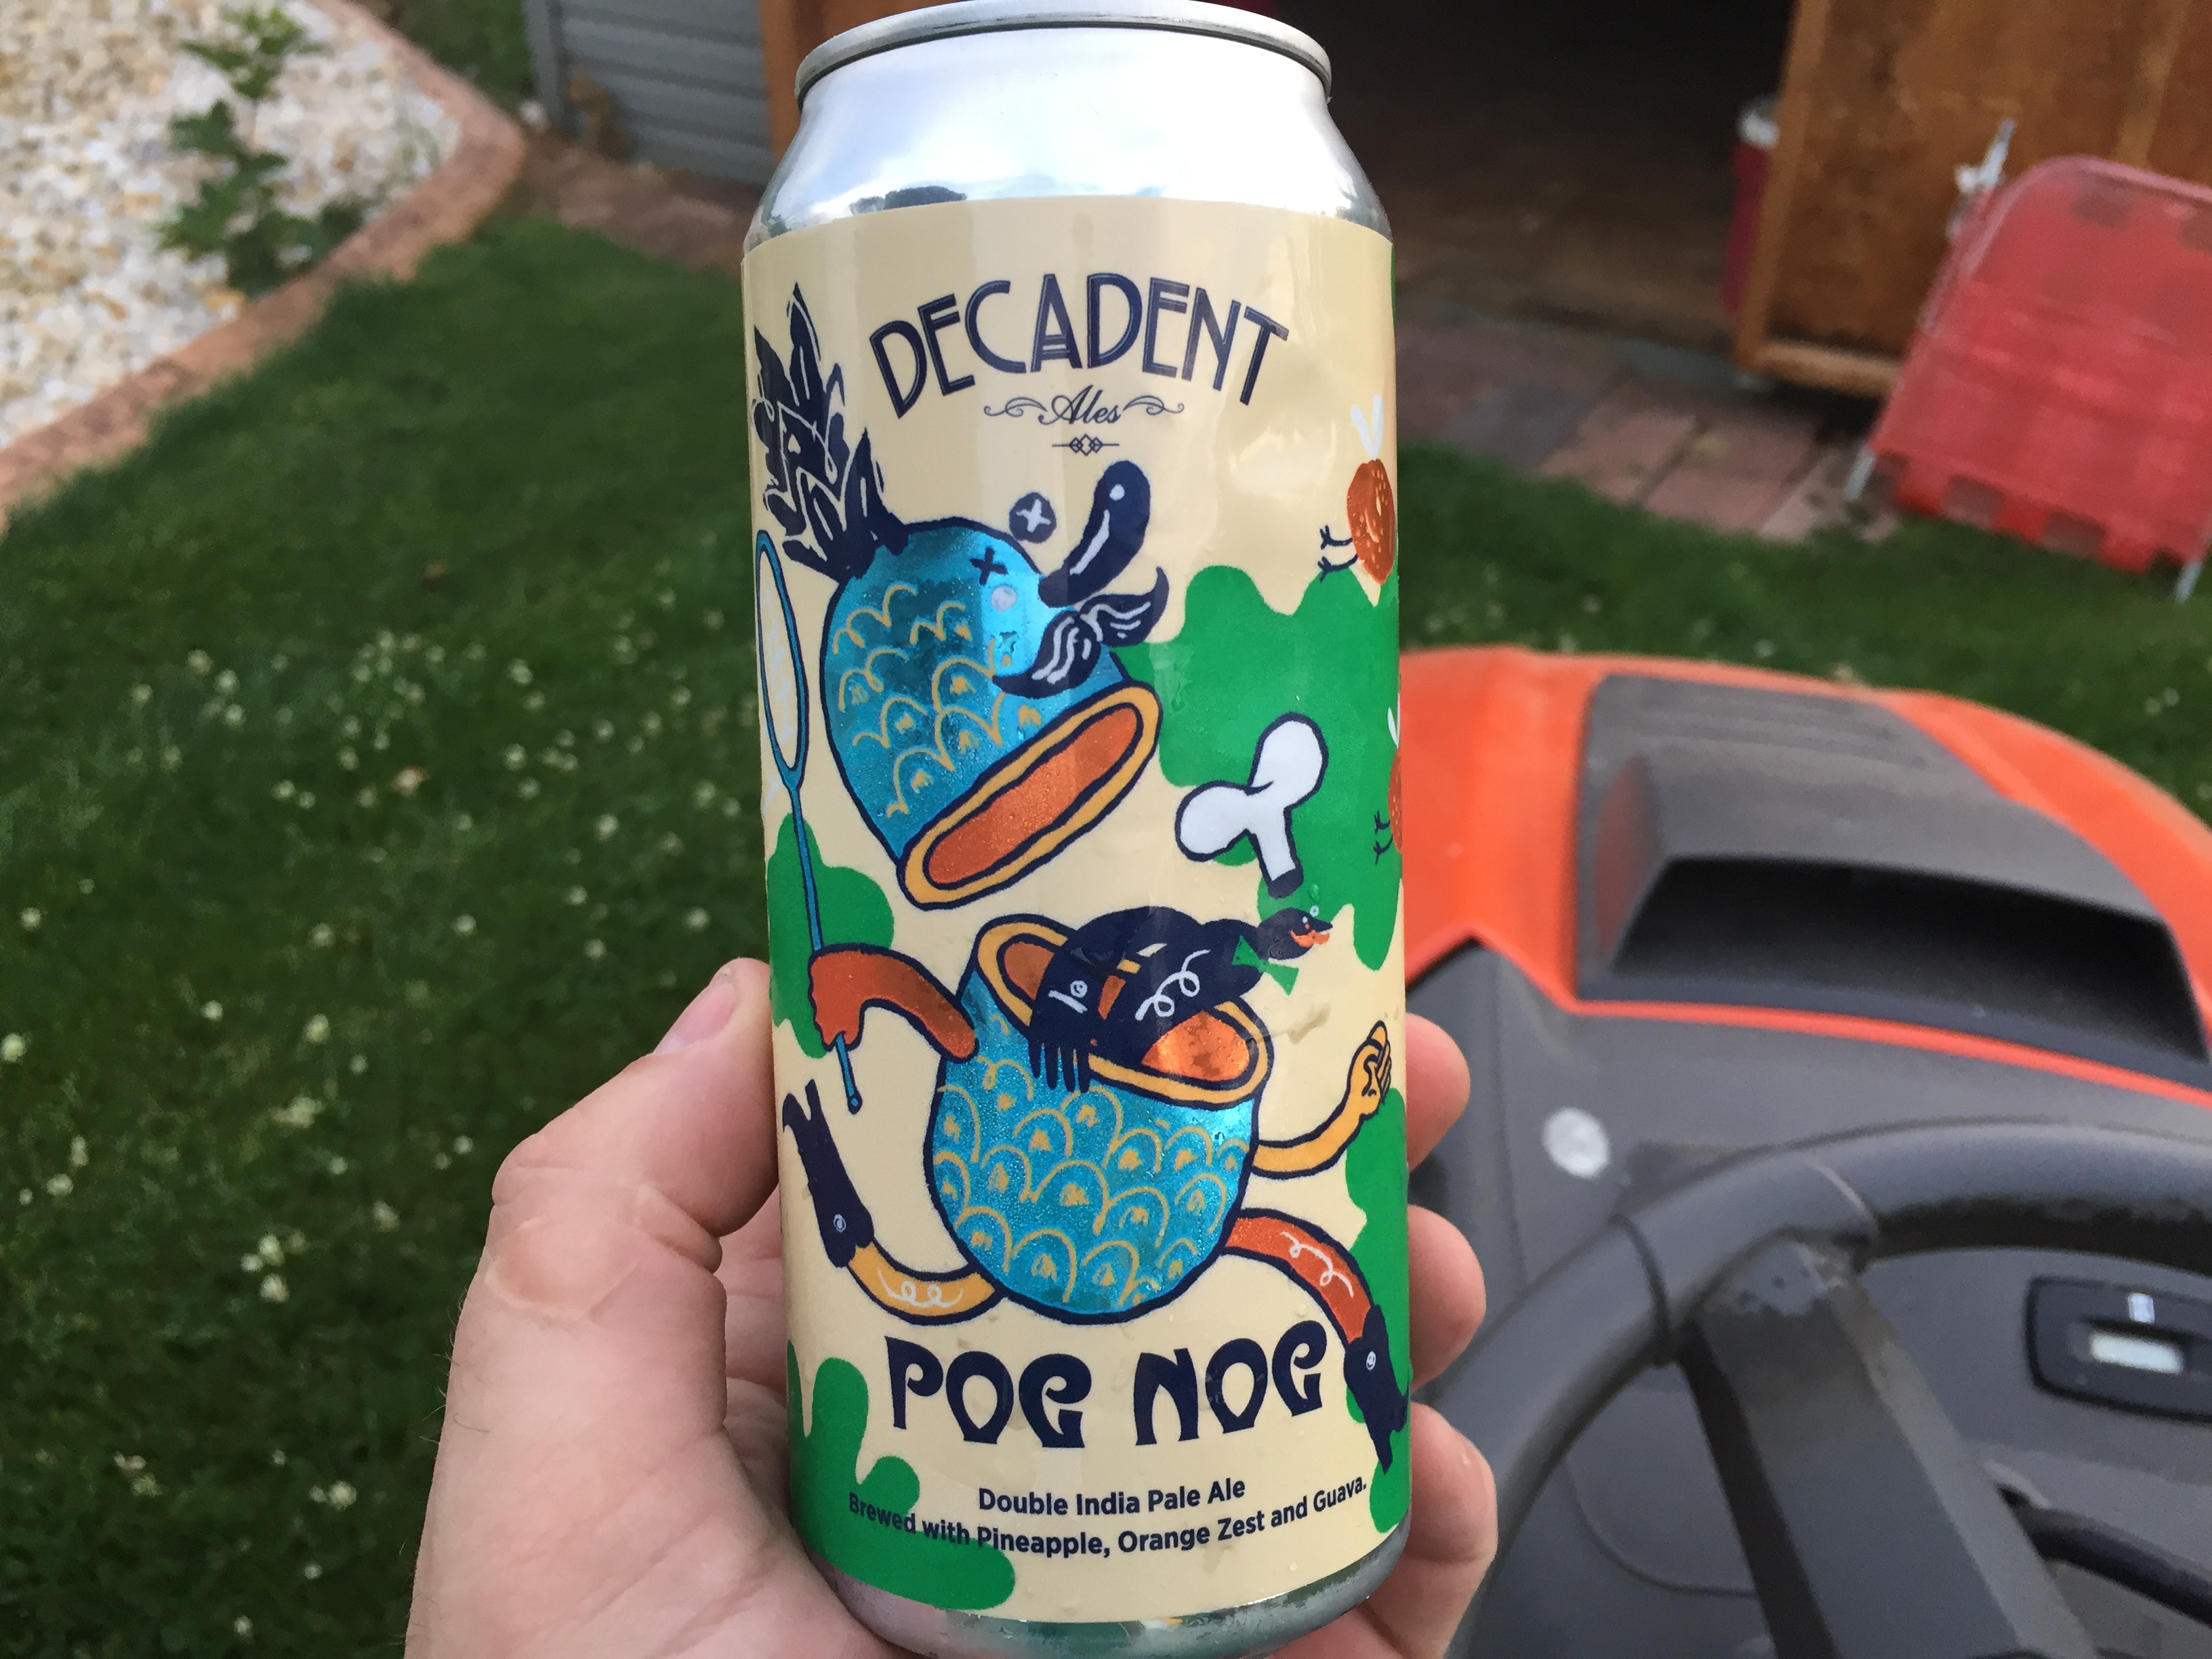 DECADENT
Ales
POG NOG
Double India Pale Ale
Brewed with Pineapple, Orange Zest and Guava.